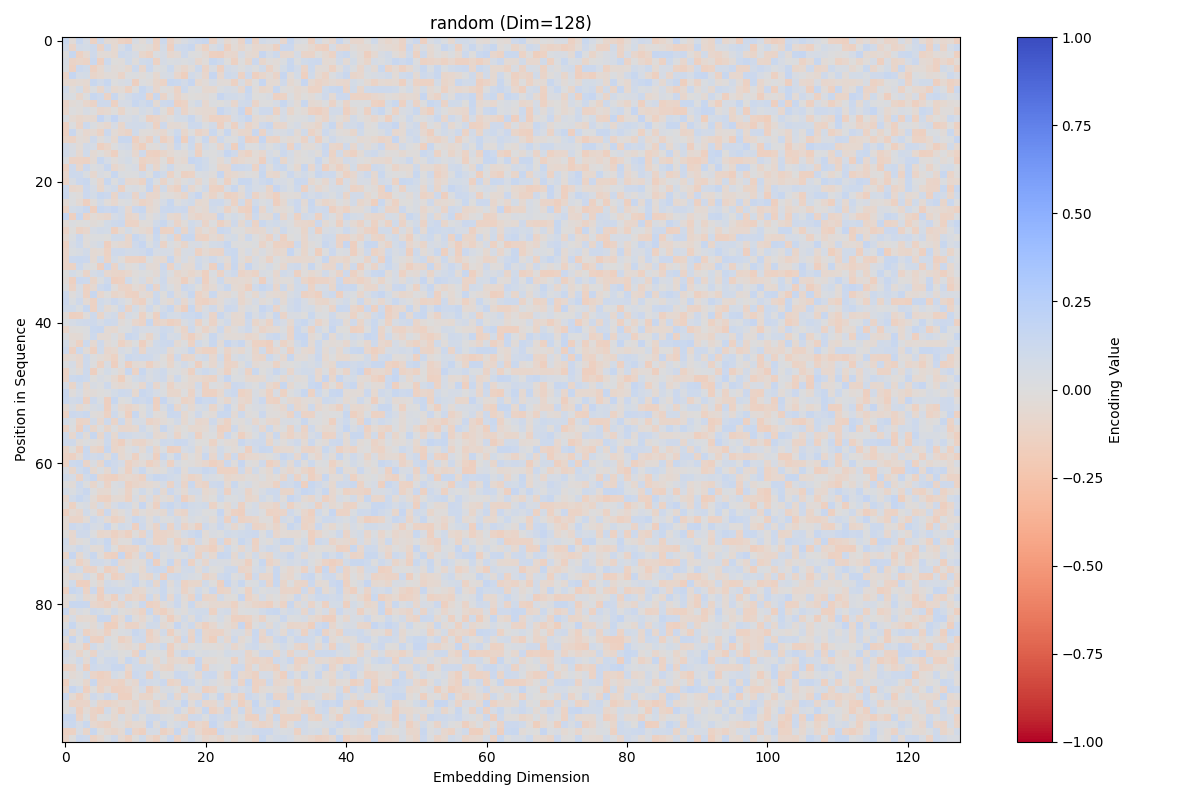 random (Dim=128)
0
20
40
60
80
Position in Sequence
0 20 40 60 80 100 120
Embedding Dimension
1.00
0.75
0.50
0.25
0.00
−0.25
−0.50
−0.75
−1.00
Encoding Value